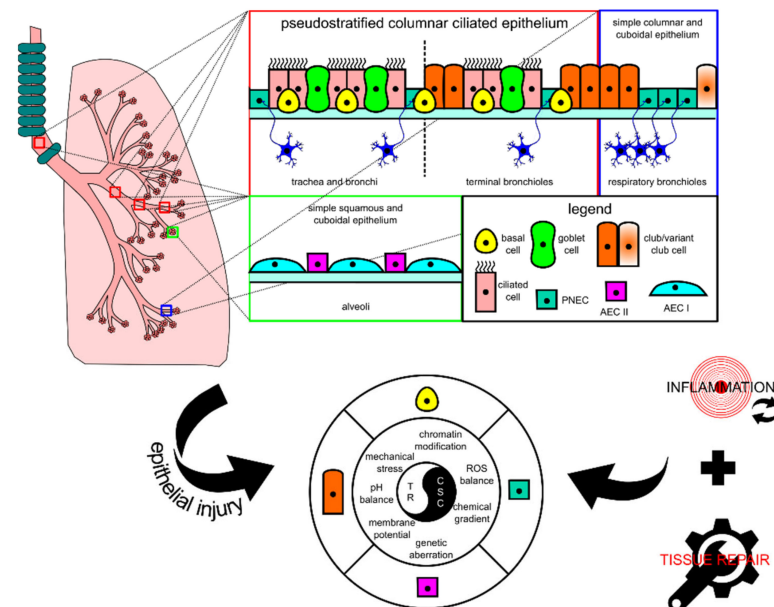 pseudostratified columnar ciliated epithelium
simple columnar and
cuboidal epithelium
trachea and bronchi
terminal bronchioles
respiratory bronchioles
simple squamous and
cuboidal epithelium
alveoli
legend
basal
cell
goblet
cell
club/variant
club cell
ciliated
cell
PNEC
AEC II
AEC I
epithelial injury
chromatin
modification
mechanical
stress
ROS
balance
pH
balance
T
R
C
S
C
chemical
gradient
membrane
potential
genetic
aberration
INFLAMMATION
TISSUE REPAIR